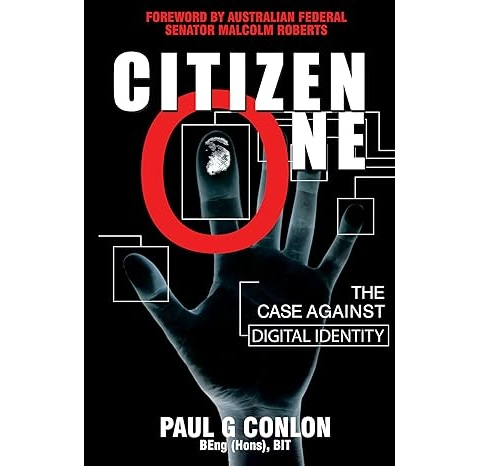 FOREWORD BY AUSTRALIAN FEDERAL
SENATOR MALCOLM ROBERTS
CITIZEN
ONE
THE
CASE AGAINST
DIGITAL IDENTITY
PAUL G CONLON
BEng (Hons), BIT